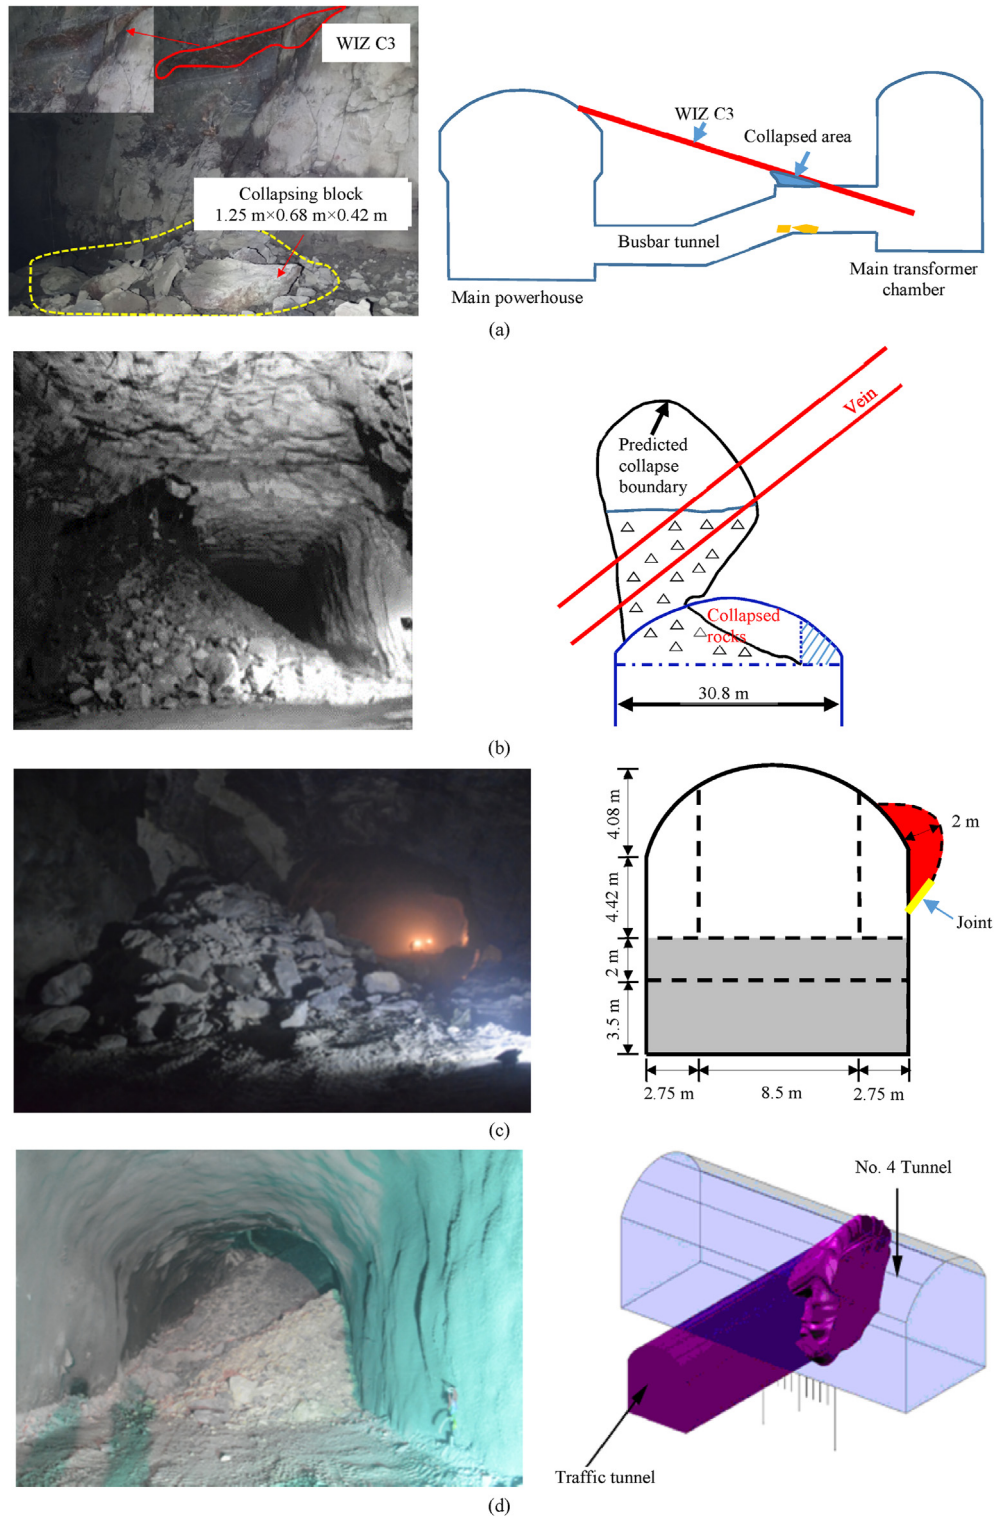 WIZ C3
Collapsing block
1.25 m×0.68 m×0.42 m
WIZ C3
Collapsed area
Busbar tunnel
Main powerhouse
Main transformer
chamber
(a)
Vein
Predicted
collapse
boundary
Collapsed
rocks
30.8 m
(b)
4.08 m
4.42 m
2 m
3.5 m
2 m
Joint
2.75 m
8.5 m
2.75 m
(c)
No. 4 Tunnel
Traffic tunnel
(d)